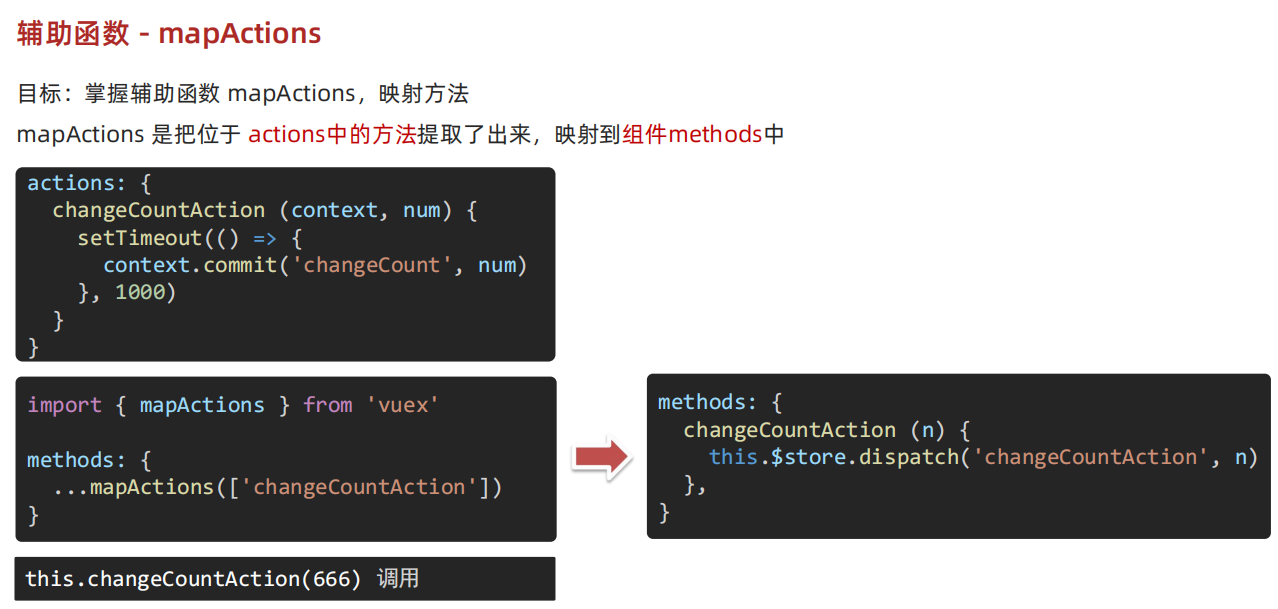 辅助函数 - mapActions
目标：掌握辅助函数 mapActions，映射方法
mapActions 是把位于 actions中的方法提取了出来，映射到组件methods中
actions: {
  changeCountAction (context, num) {
    setTimeout(() => {
      context.commit('changeCount', num)
    }, 1000)
  }
}
import { mapActions } from 'vuex'

methods: {
  ...mapActions(['changeCountAction'])
}
methods: {
  changeCountAction (n) {
    this.$store.dispatch('changeCountAction', n)
  },
}
this.changeCountAction(666) 调用